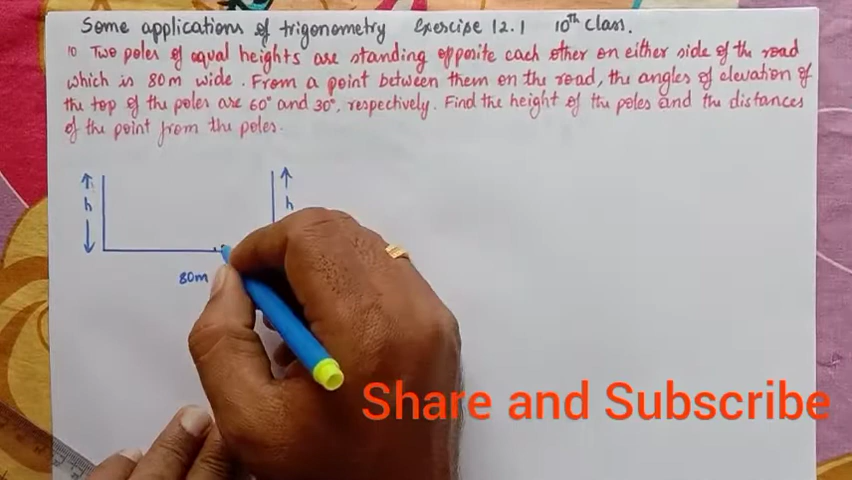 Some applications of trigonometry Exercise 12.1 10th class.
10 Two poles of equal heights are standing opposite each other on either side of the road
which is 80m wide. From a point between them on the road, the angles of elevation of
the top of the poles are 60° and 30°, respectively. Find the height of the poles and the distances
of the point from the poles.
h h
80m
Share and Subscribe